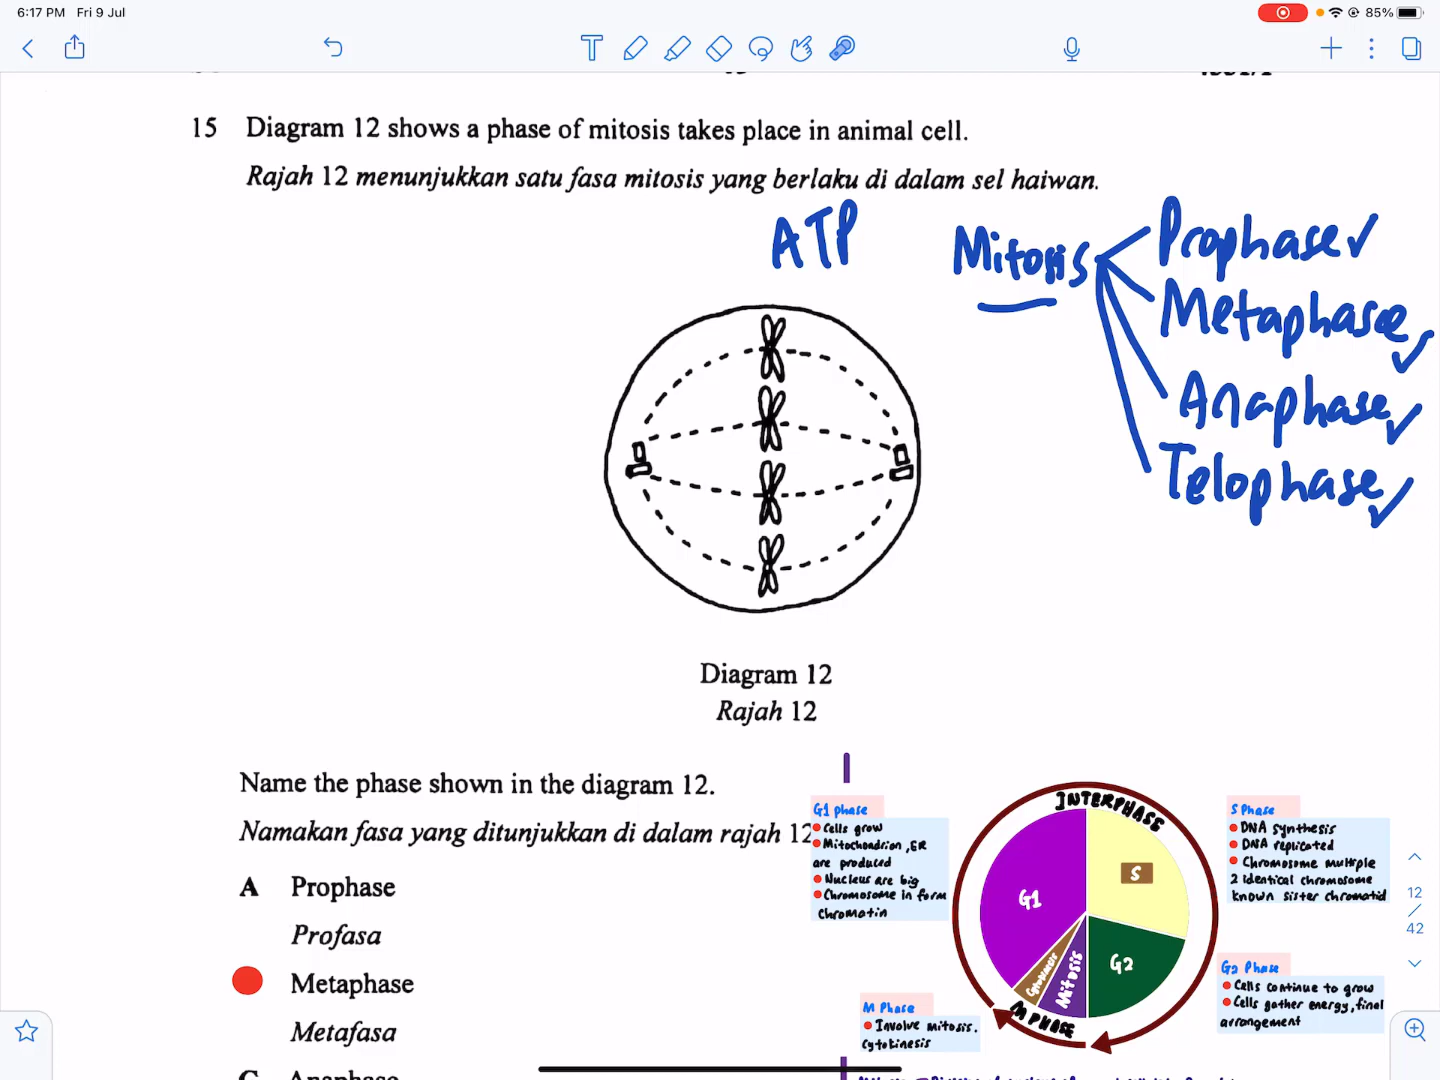 6:17 PM Fri 9 Jul
85%
15 Diagram 12 shows a phase of mitosis takes place in animal cell.
Rajah 12 menunjukkan satu fasa mitosis yang berlaku di dalam sel haiwan.
ATP
Mitosis
Prophase ✓
Metaphase ✓
Anaphase ✓
Telophase ✓
Diagram 12
Rajah 12
Name the phase shown in the diagram 12.
Namakan fasa yang ditunjukkan di dalam rajah 12
A Prophase
Profasa
Metaphase
Metafasa
C Anaphase
G1 phase
Cells grow
Mitochondrion, ER
are produced
Nucleus are big
Chromosome in form
chromatin
INTERPHASE
G1
S
G2
Mitosis
Cytokinesis
M PHASE
S Phase
DNA synthesis
DNA replicated
Chromosome multiple
2 identical chromosome
known sister chromatid
G2 Phase
Cells continue to grow
Cells gather energy, final
arrangement
M Phase
Involve mitosis.
cytokinesis
12
/
42